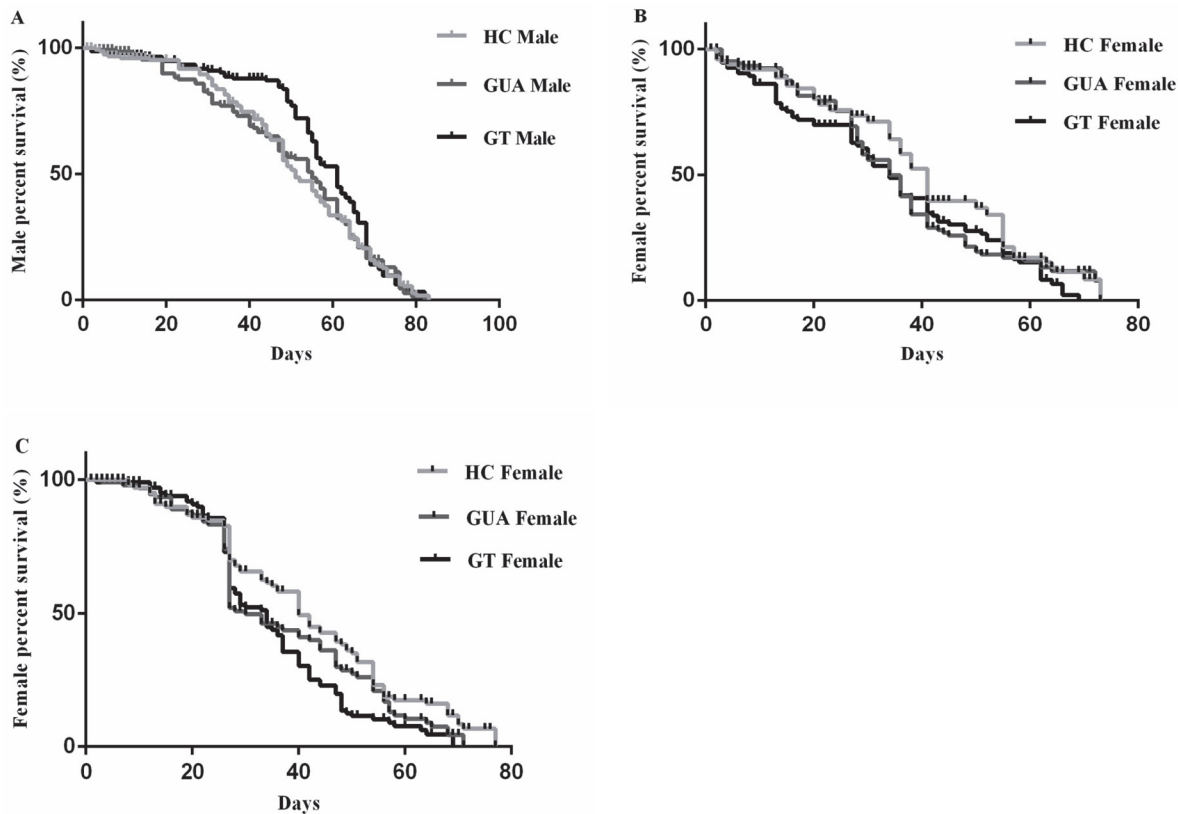 A
Male percent survival (%)
100
50
0
0 20 40 60 80 100
Days
HC Male
GUA Male
GT Male
B
Female percent survival (%)
100
50
0
0 20 40 60 80
Days
HC Female
GUA Female
GT Female
C
Female percent survival (%)
100
50
0
0 20 40 60 80
Days
HC Female
GUA Female
GT Female